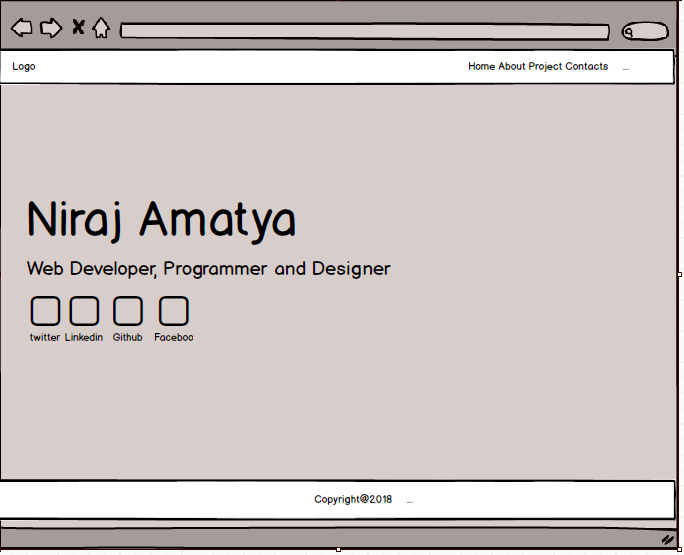 Logo
Home About Project Contacts
Niraj Amatya
Web Developer, Programmer and Designer
twitter Linkedin Github Faceboo
Copyright@2018